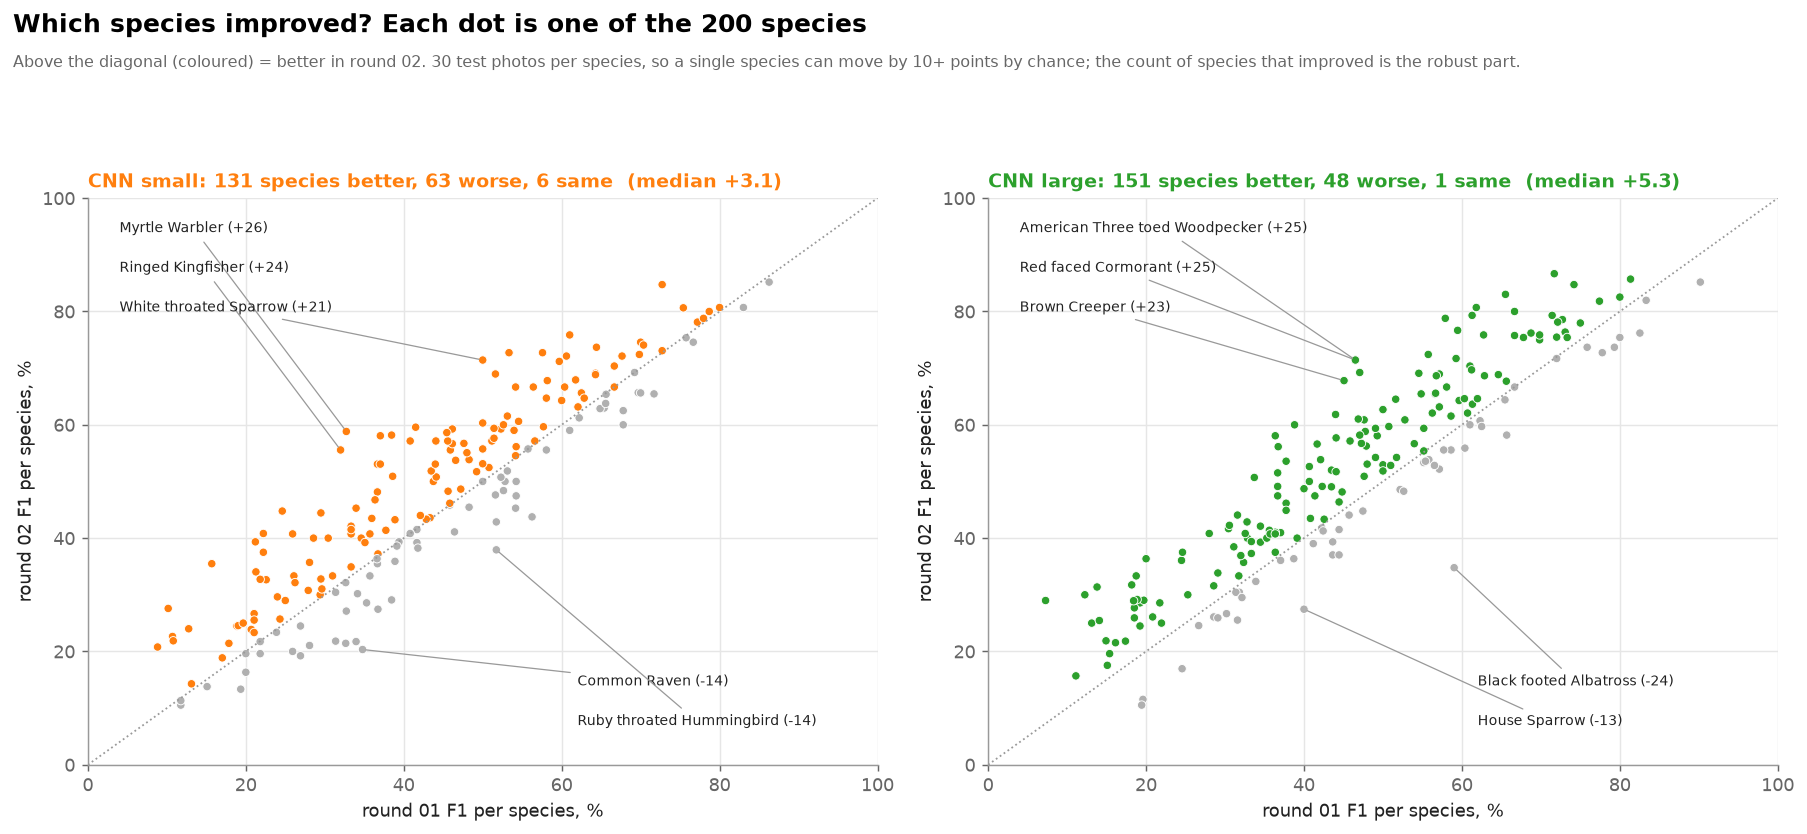 Which species improved? Each dot is one of the 200 species
Above the diagonal (coloured) = better in round 02. 30 test photos per species, so a single species can move by 10+ points by chance; the count of species that improved is the robust part.
CNN small: 131 species better, 63 worse, 6 same (median +3.1)
100
80
60
40
20
0
round 02 F1 per species, %
Myrtle Warbler (+26)
Ringed Kingfisher (+24)
White throated Sparrow (+21)
Common Raven (-14)
Ruby throated Hummingbird (-14)
0 20 40 60 80 100
round 01 F1 per species, %
CNN large: 151 species better, 48 worse, 1 same (median +5.3)
100
80
60
40
20
0
round 02 F1 per species, %
American Three toed Woodpecker (+25)
Red faced Cormorant (+25)
Brown Creeper (+23)
Black footed Albatross (-24)
House Sparrow (-13)
0 20 40 60 80 100
round 01 F1 per species, %